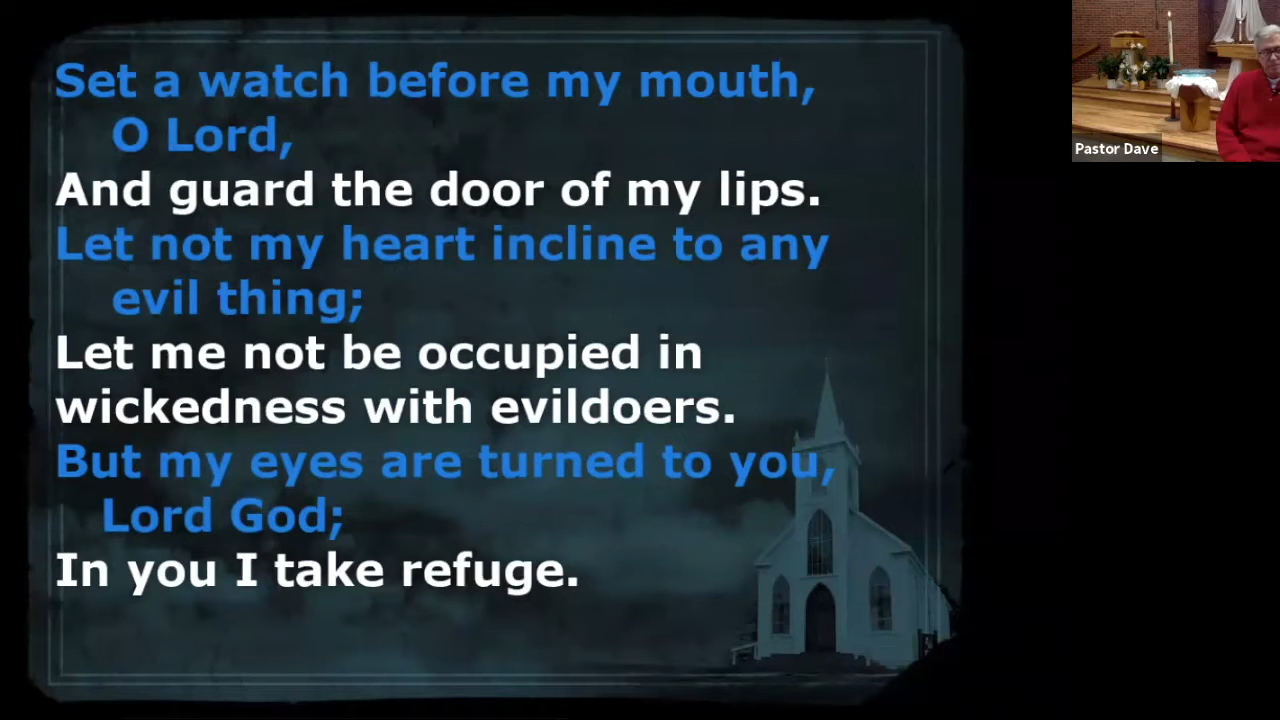 Set a watch before my mouth,
O Lord,
And guard the door of my lips.
Let not my heart incline to any
evil thing;
Let me not be occupied in
wickedness with evildoers.
But my eyes are turned to you,
Lord God;
In you I take refuge.
Pastor Dave